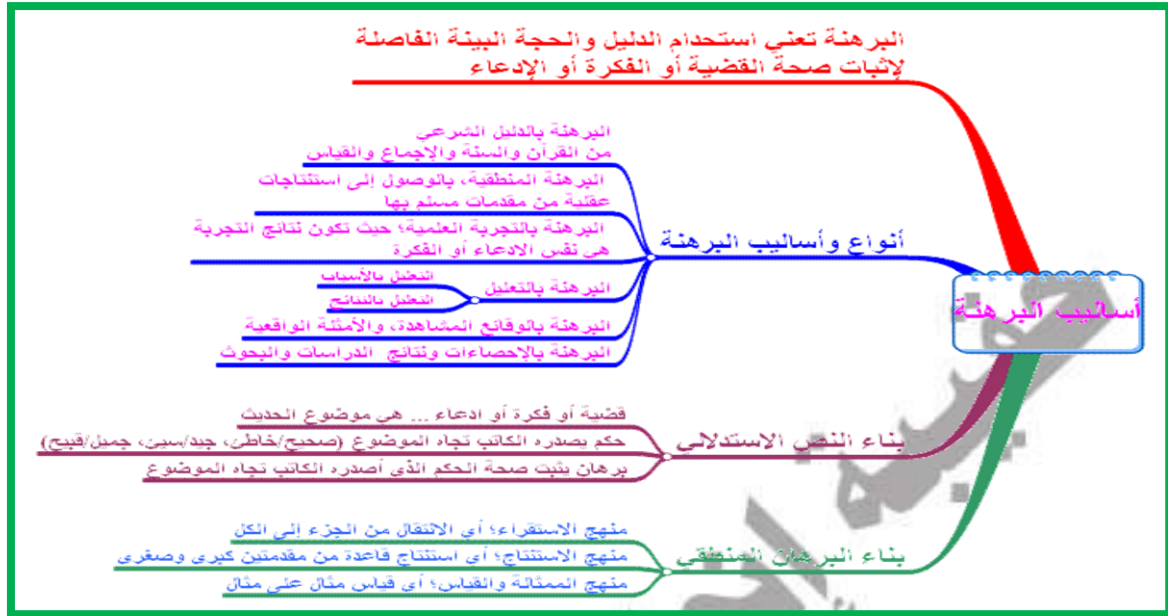 البرهنة تعني استحدام الدليل والحجة البينة الفاصلة
لإثبات صحة القضية أو الفكرة أو الإدعاء
أساليب البرهنة
أنواع وأساليب البرهنة
البرهنة بالدليل الشرعي
من القرآن والسنة والإجماع والقياس
البرهنة المنطقية، بالوصول إلى استنتاجات
عقلية من مقدمات مسلم بها
البرهنة بالتجربة العلمية؛ حيث تكون نتائج التجربة
هي نفس الادعاء أو الفكرة
البرهنة بالتعليل
التعليل بالأسباب
التعليل بالنتائج
البرهنة بالوقائع المشاهدة، والأمثلة الواقعية
البرهنة بالإحصاءات ونتائج الدراسات والبحوث
بناء النص الاستدلالي
قضية أو فكرة أو ادعاء ... هي موضوع الحديث
حكم يصدره الكاتب تجاه الموضوع (صحيح/خاطئ، جيد/سيئ، جميل/قبيح)
برهان يثبت صحة الحكم الذي أصدره الكاتب تجاه الموضوع
بناء البرهان المنطقي
منهج الاستقراء؛ أي الانتقال من الجزء إلى الكل
منهج الاستنتاج؛ أي استنتاج قاعدة من مقدمتين كبرى وصغرى
منهج الممثالة والقياس؛ أي قياس مثال على مثال